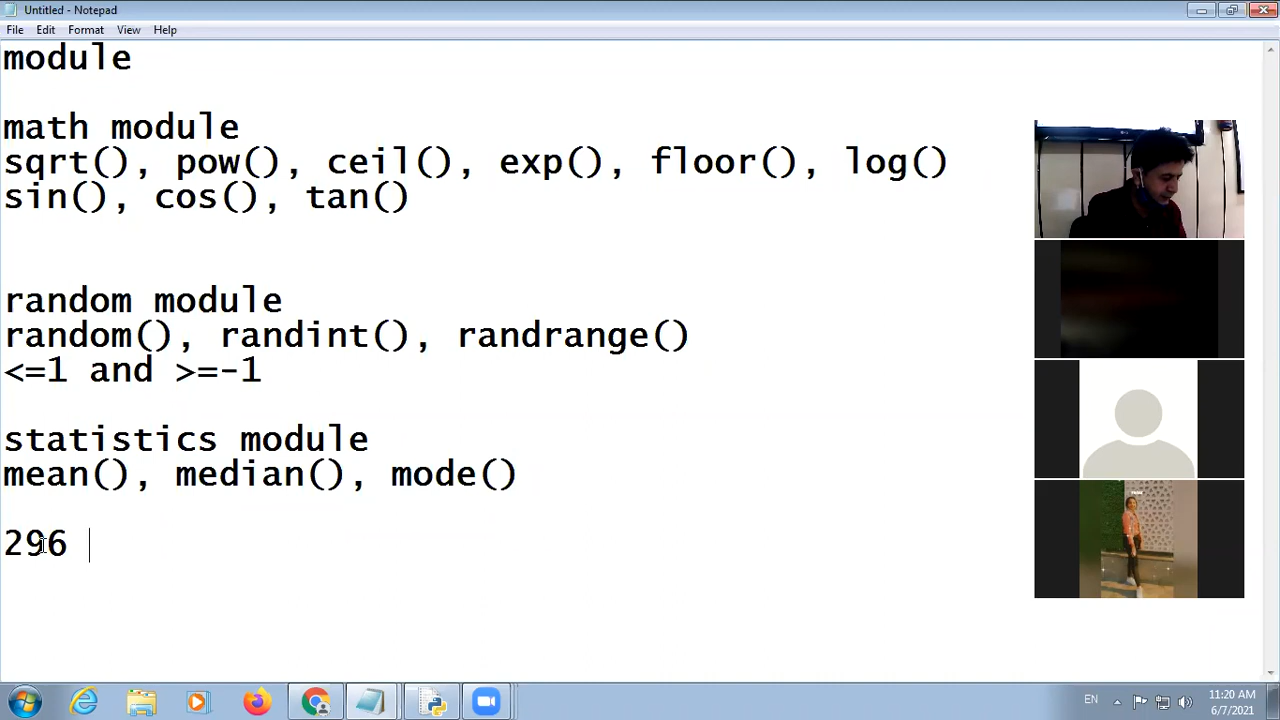 Untitled - Notepad
File Edit Format View Help
module
math module
sqrt(), pow(), ceil(), exp(), floor(), log()
sin(), cos(), tan()
random module
random(), randint(), randrange()
<=1 and >=-1
statistics module
mean(), median(), mode()
296
EN
11:20 AM
6/7/2021